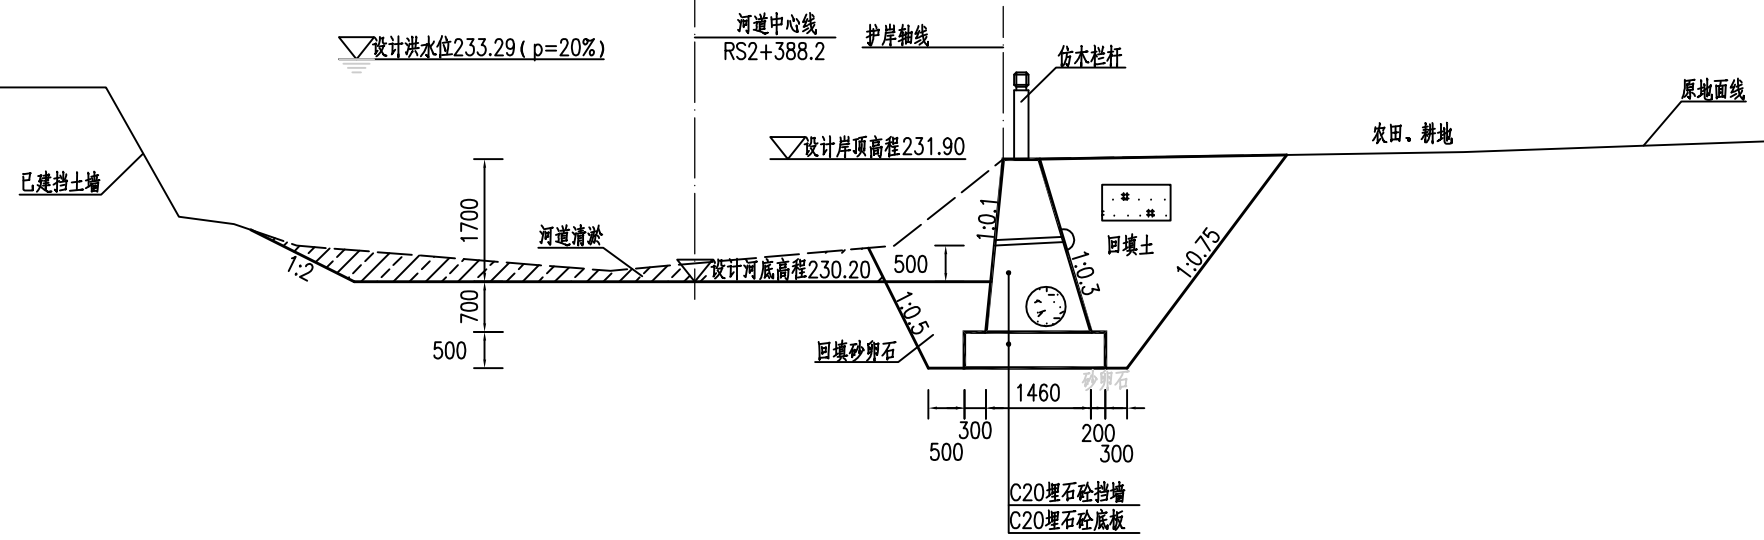 河道中心线
RS2+388.2
护岸轴线
设计洪水位233.29(p=20%)
仿木栏杆
原地面线
农田、耕地
设计岸顶高程231.90
已建挡土墙
1700
1:0.1
河道清淤
回填土
1:0.75
1:2
设计河底高程230.20
500
1:0.3
700
1:0.5
500
回填砂卵石
砂卵石
1460
300
200
500
300
C20埋石砼挡墙
C20埋石砼底板